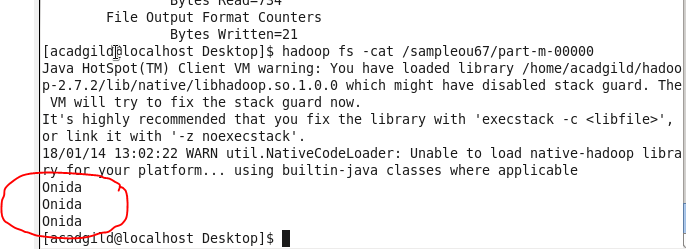 Bytes Read=734
File Output Format Counters
Bytes Written=21
[acadgild@localhost Desktop]$ hadoop fs -cat /sampleou67/part-m-00000
Java HotSpot(TM) Client VM warning: You have loaded library /home/acadgild/hadoo
p-2.7.2/lib/native/libhadoop.so.1.0.0 which might have disabled stack guard. The
VM will try to fix the stack guard now.
It's highly recommended that you fix the library with 'execstack -c <libfile>',
or link it with '-z noexecstack'.
18/01/14 13:02:22 WARN util.NativeCodeLoader: Unable to load native-hadoop libra
ry for your platform... using builtin-java classes where applicable
Onida
Onida
Onida
[acadgild@localhost Desktop]$